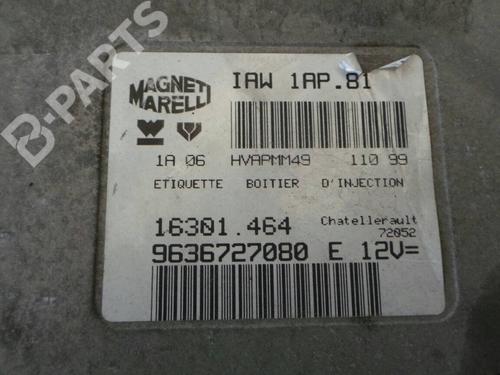 B-PARTS
MAGNETI
MARELLI
IAW 1AP.81
1A 06 HVAPMM49 110 99
ETIQUETTE BOITIER D'INJECTION
16301.464 Chatellerault
72052
9636727080 E 12V=